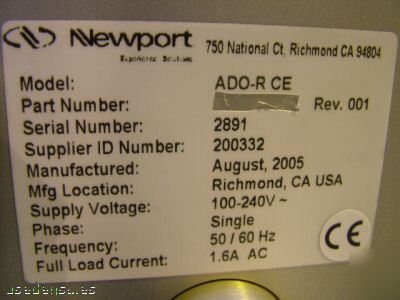 Newport 750 National Ct, Richmond CA 94804
Experience Solutions
Model: ADO-R CE
Part Number: Rev. 001
Serial Number: 2891
Supplier ID Number: 200332
Manufactured: August, 2005
Mfg Location: Richmond, CA USA
Supply Voltage: 100-240V ~
Phase: Single
Frequency: 50 / 60 Hz
Full Load Current: 1.6A AC
CE